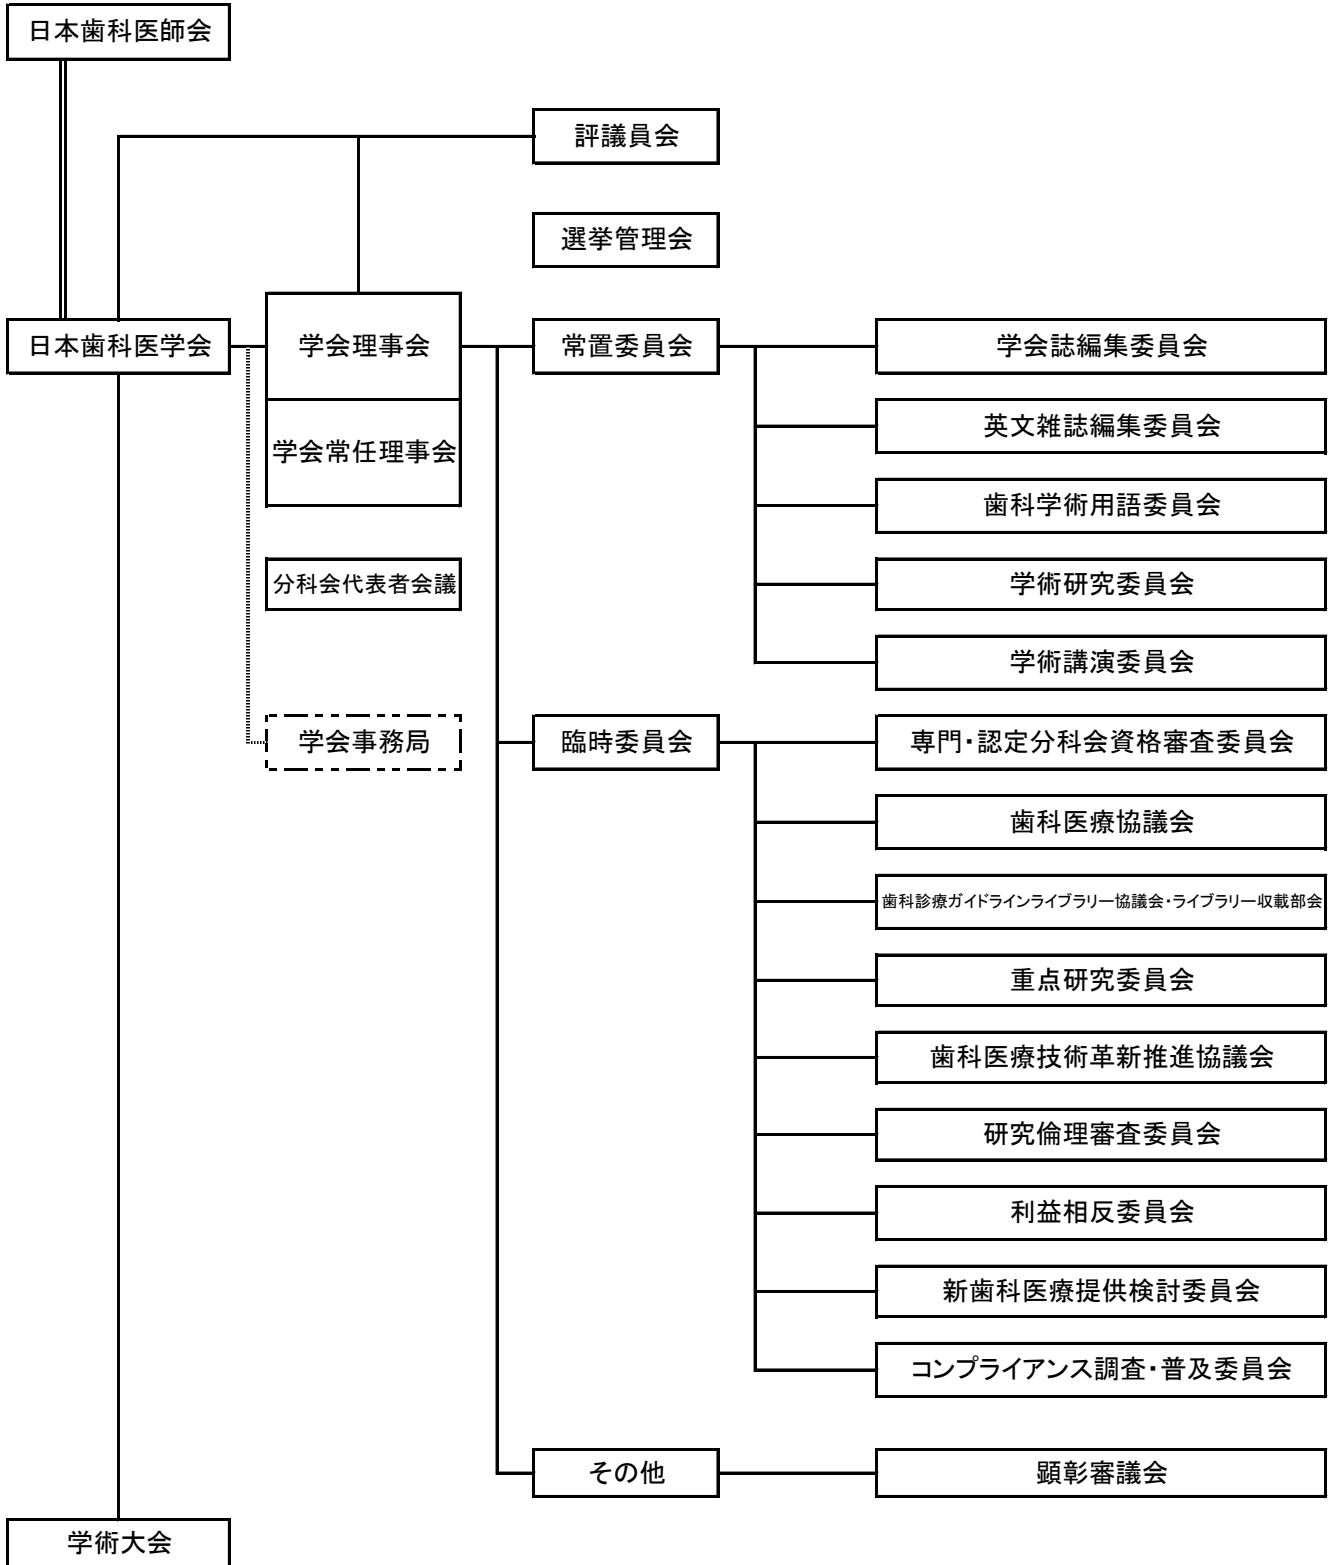 日本歯科医師会
評議員会
選挙管理会
日本歯科医学会
学会理事会
常置委員会
学会誌編集委員会
英文雑誌編集委員会
学会常任理事会
歯科学術用語委員会
分科会代表者会議
学術研究委員会
学術講演委員会
学会事務局
臨時委員会
専門・認定分科会資格審査委員会
歯科医療協議会
歯科診療ガイドラインライブラリー協議会・ライブラリー収載部会
重点研究委員会
歯科医療技術革新推進協議会
研究倫理審査委員会
利益相反委員会
新歯科医療提供検討委員会
コンプライアンス調査・普及委員会
その他
顕彰審議会
学術大会